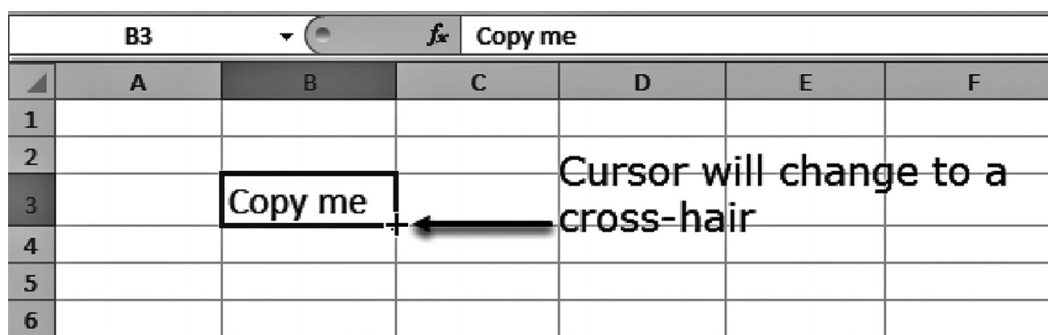 B3 fx Copy me
A B C D E F
1
2
Cursor will change to a
3 Copy me
cross-hair
4
5
6